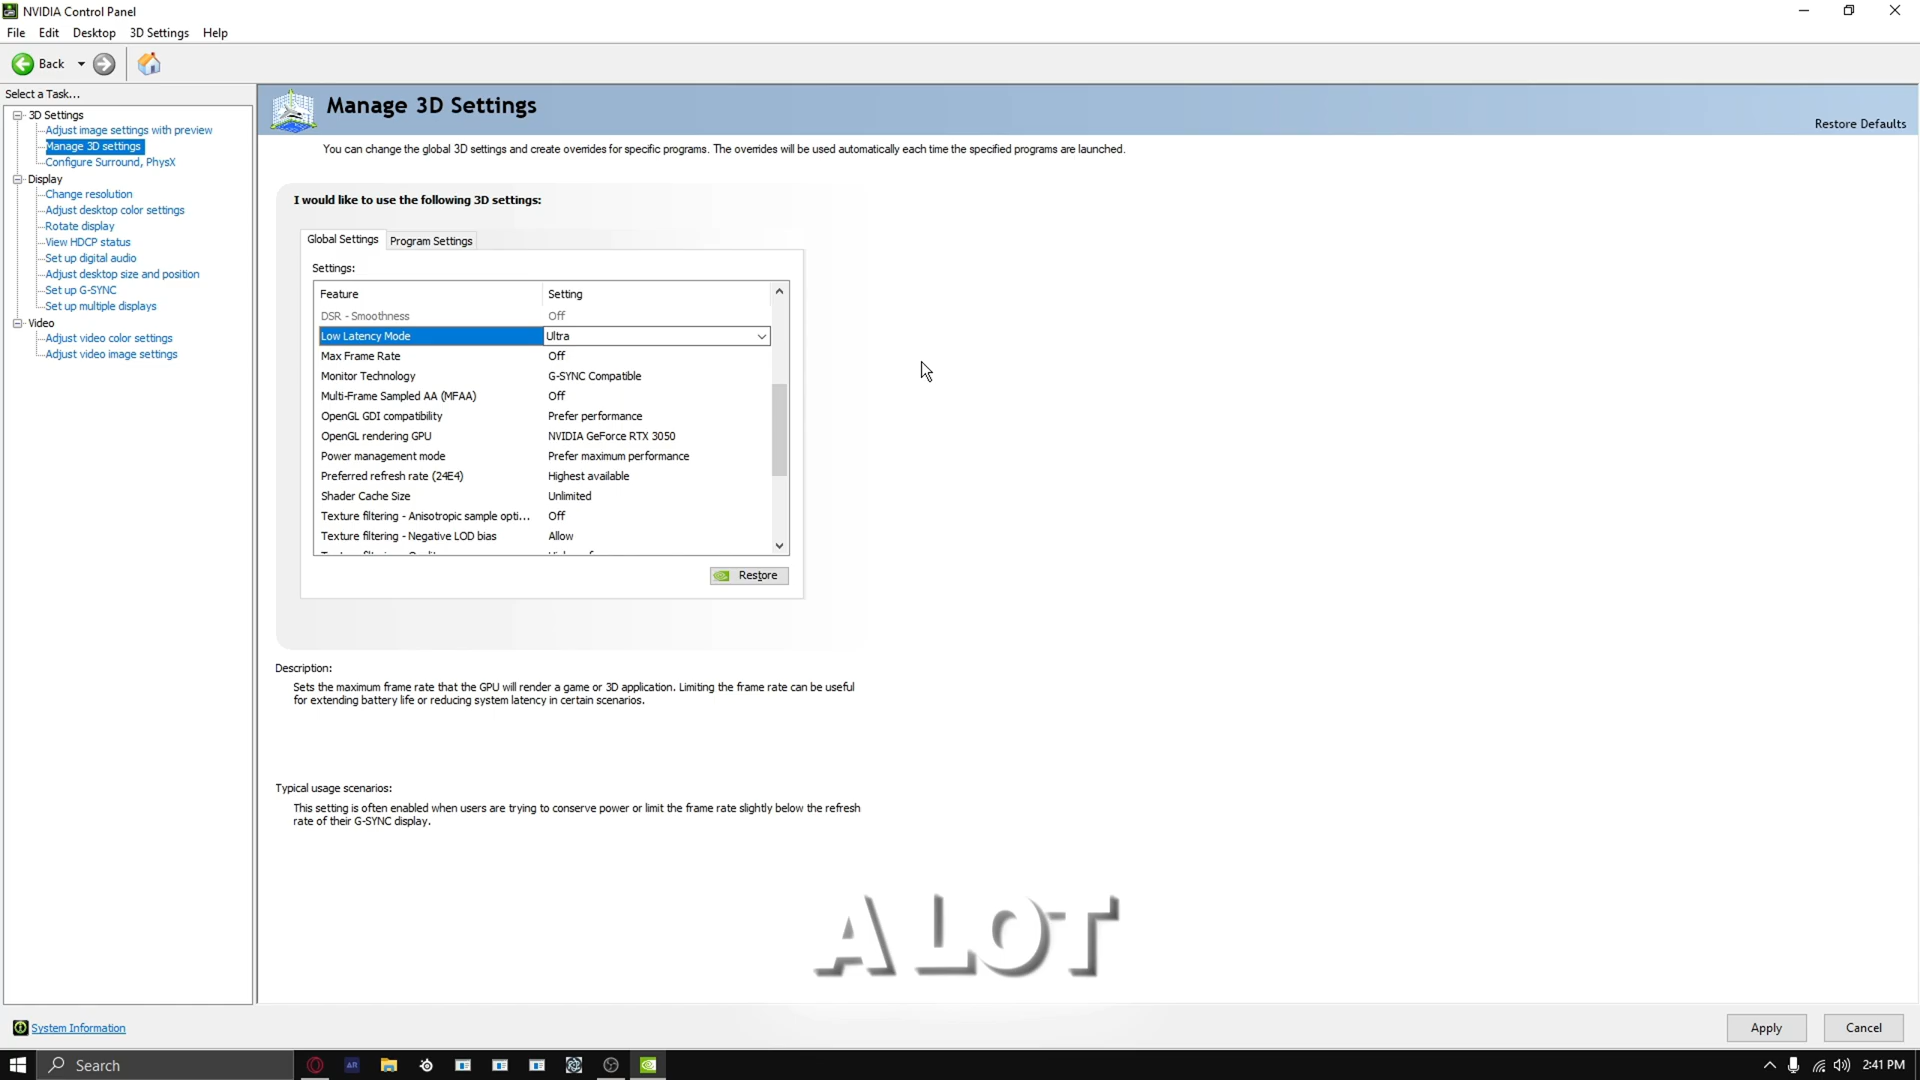 NVIDIA Control Panel
File Edit Desktop 3D Settings Help
Back
Select a Task...
3D Settings
Adjust image settings with preview
Manage 3D settings
Configure Surround, PhysX
Display
Change resolution
Adjust desktop color settings
Rotate display
View HDCP status
Set up digital audio
Adjust desktop size and position
Set up G-SYNC
Set up multiple displays
Video
Adjust video color settings
Adjust video image settings
Manage 3D Settings
Restore Defaults
You can change the global 3D settings and create overrides for specific programs. The overrides will be used automatically each time the specified programs are launched.
I would like to use the following 3D settings:
Global Settings Program Settings
Settings:
Feature Setting
DSR - Smoothness Off
Low Latency Mode Ultra
Max Frame Rate Off
Monitor Technology G-SYNC Compatible
Multi-Frame Sampled AA (MFAA) Off
OpenGL GDI compatibility Prefer performance
OpenGL rendering GPU NVIDIA GeForce RTX 3050
Power management mode Prefer maximum performance
Preferred refresh rate (24E4) Highest available
Shader Cache Size Unlimited
Texture filtering - Anisotropic sample opti... Off
Texture filtering - Negative LOD bias Allow
Restore
Description:
Sets the maximum frame rate that the GPU will render a game or 3D application. Limiting the frame rate can be useful
for extending battery life or reducing system latency in certain scenarios.
Typical usage scenarios:
This setting is often enabled when users are trying to conserve power or limit the frame rate slightly below the refresh
rate of their G-SYNC display.
A LOT
System Information
Apply Cancel
Search
AR
2:41 PM